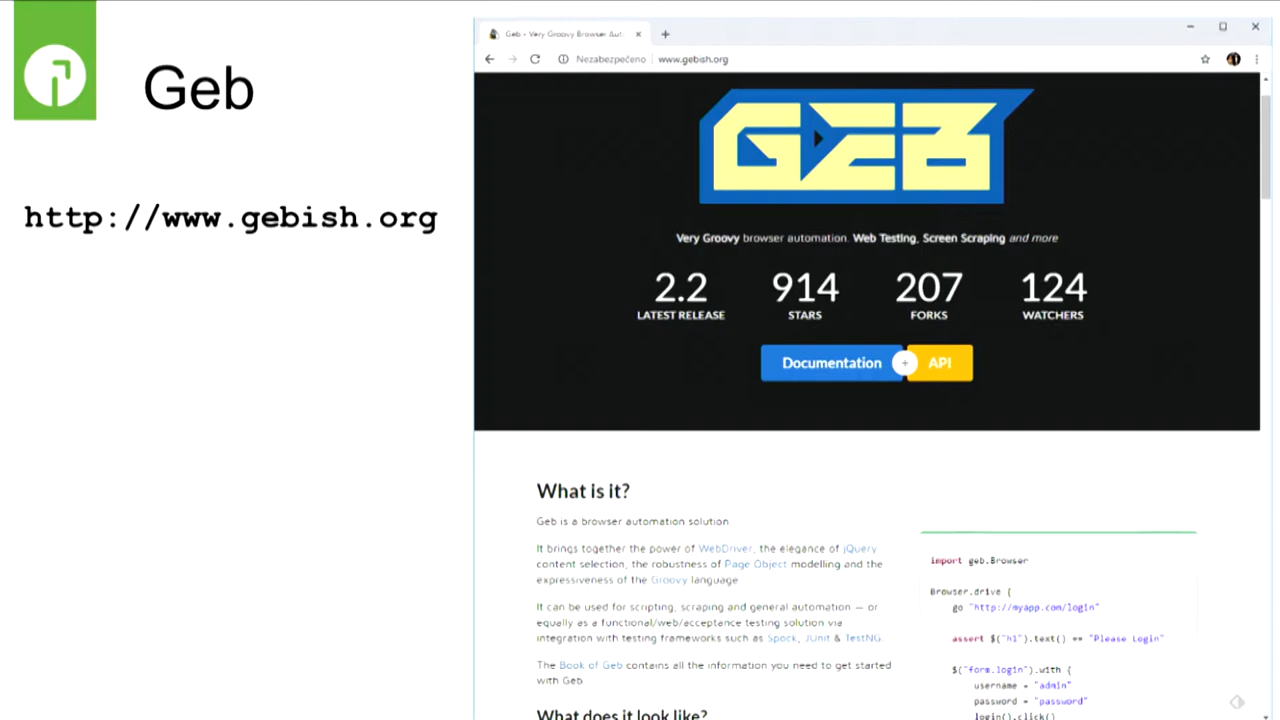 Geb
http://www.gebish.org
Geb - Very Groovy Browser Aut
Nezabezpečeno
www.gebish.org
GEB
Very Groovy browser automation. Web Testing, Screen Scraping and more
2.2 914 207 124
LATEST RELEASE STARS FORKS WATCHERS
Documentation + API
What is it?
Geb is a browser automation solution
It brings together the power of WebDriver, the elegance of jQuery
content selection, the robustness of Page Object modelling and the
expressiveness of the Groovy language
It can be used for scripting, scraping and general automation — or
equally as a functional/web/acceptance testing solution via
integration with testing frameworks such as Spock, JUnit & TestNG.
The Book of Geb contains all the information you need to get started
with Geb
What does it look like?
import geb.Browser
Browser.drive {
go "http://myapp.com/login"
assert $("h1").text() == "Please Login"
$("form.login").with {
username = "admin"
password = "password"
login().click()